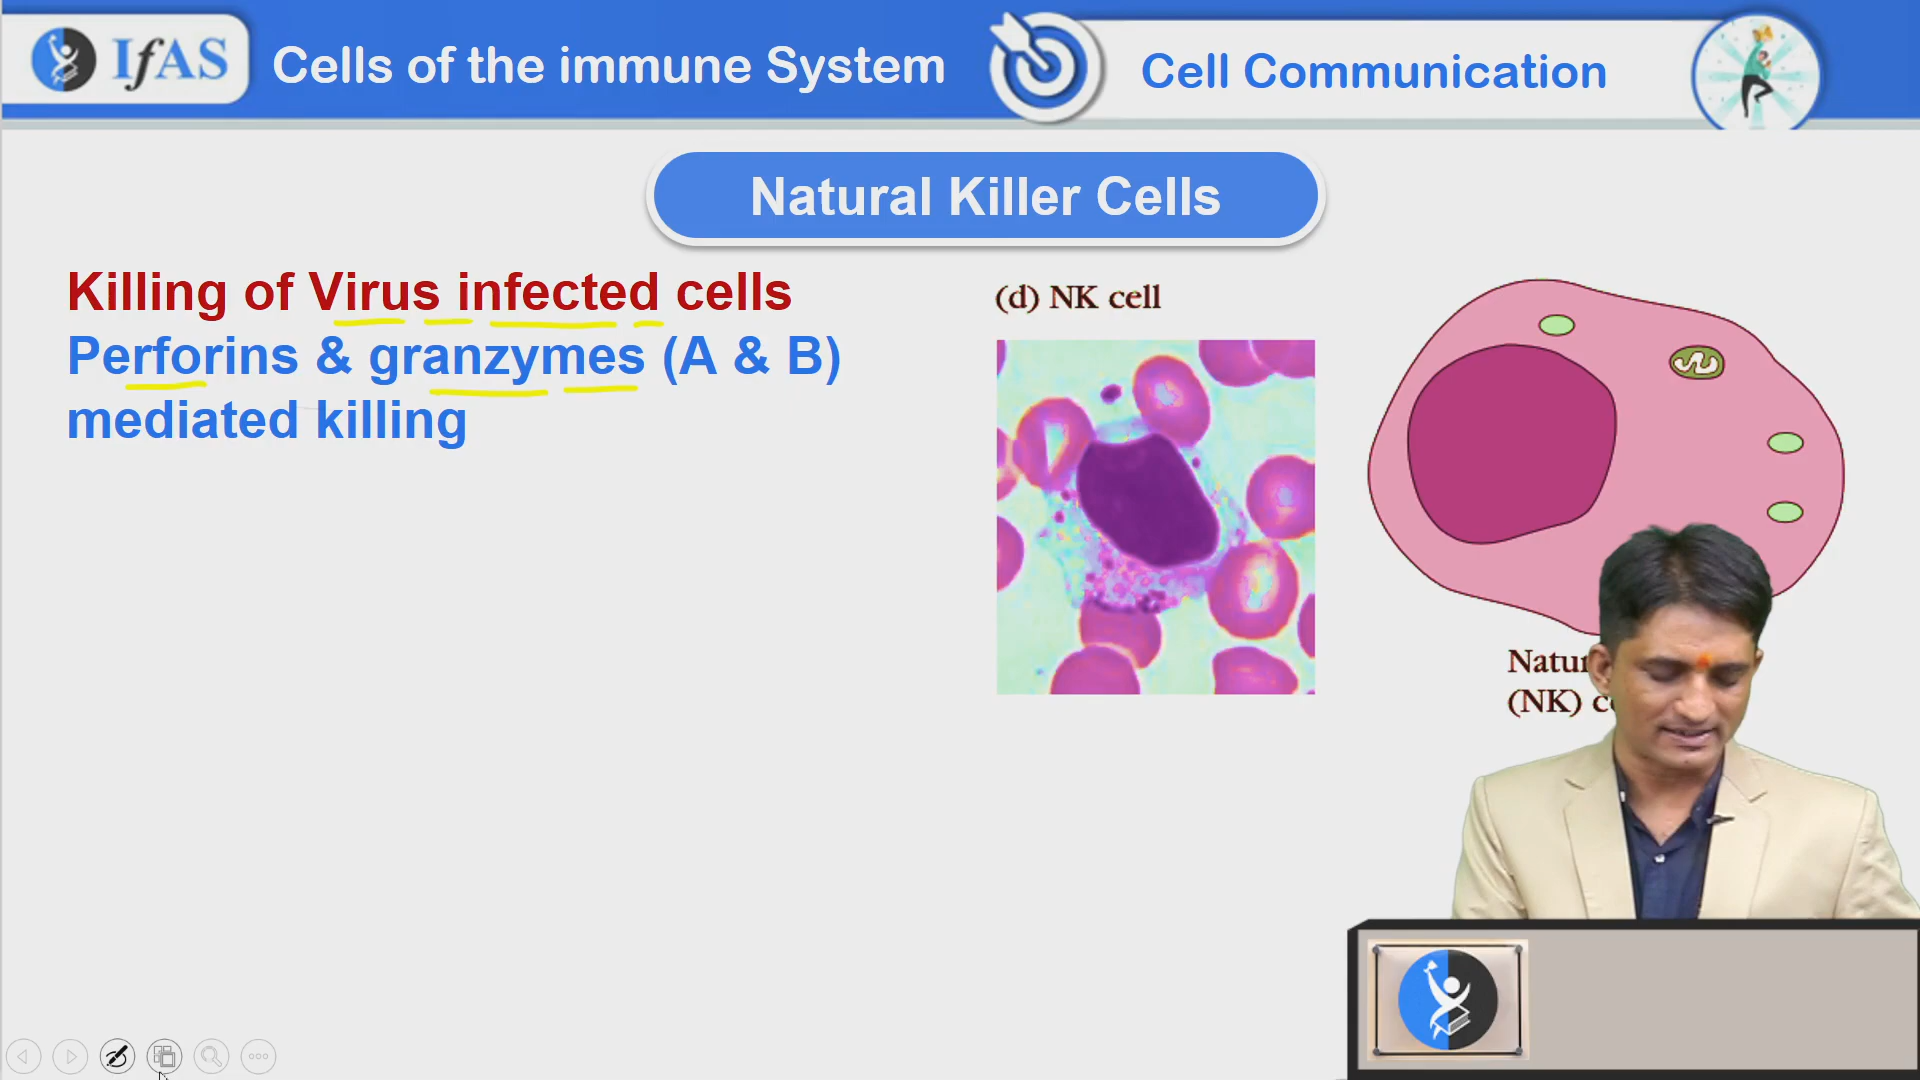 IfAS
Cells of the immune System
Cell Communication
Natural Killer Cells
Killing of Virus infected cells
Perforins & granzymes (A & B)
mediated killing
(d) NK cell
(NK)